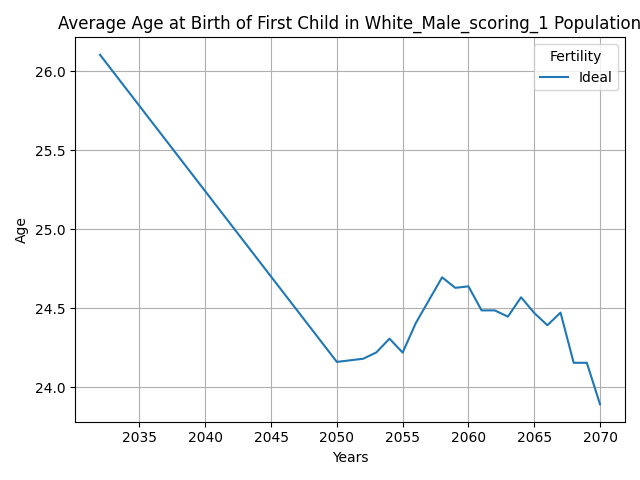 Average Age at Birth of First Child in White_Male_scoring_1 Population
Fertility
Ideal
26.0
25.5
25.0
24.5
24.0
Age
2035 2040 2045 2050 2055 2060 2065 2070
Years